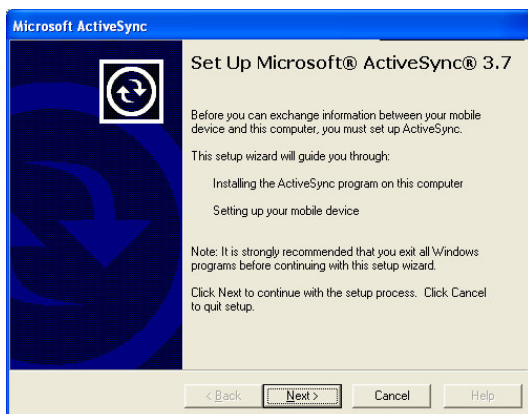 Microsoft ActiveSync
Set Up Microsoft® ActiveSync® 3.7
Before you can exchange information between your mobile
device and this computer, you must set up ActiveSync.
This setup wizard will guide you through:
Installing the ActiveSync program on this computer
Setting up your mobile device
Note: It is strongly recommended that you exit all Windows
programs before continuing with this setup wizard.
Click Next to continue with the setup process. Click Cancel
to quit setup.
< Back Next > Cancel Help